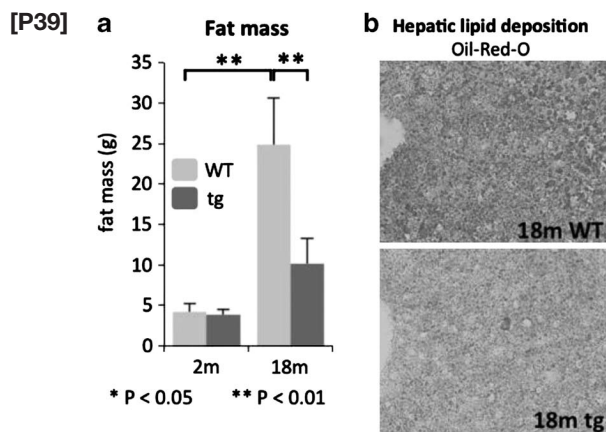 [P39]
a
Fat mass
** **
fat mass (g)
35
30
25
20
15
10
5
0
WT
tg
2m 18m
* P < 0.05 ** P < 0.01
b
Hepatic lipid deposition
Oil-Red-O
18m WT
18m tg